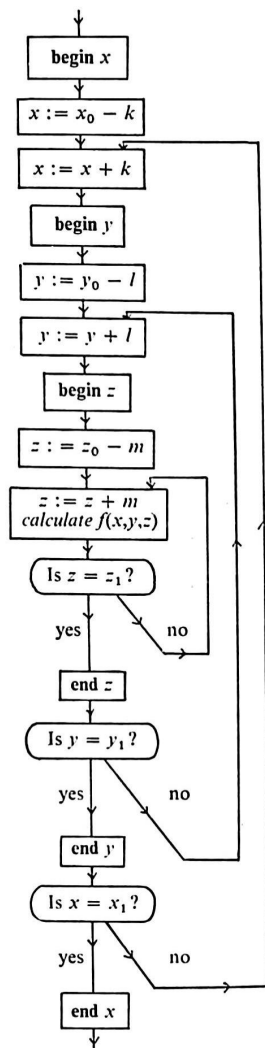 begin x
x := x₀ − k
x := x + k
begin y
y := y₀ − l
y := y + l
begin z
z := z₀ − m
z := z + m
calculate f(x,y,z)
Is z = z₁?
yes no
end z
Is y = y₁?
yes no
end y
Is x = x₁?
yes no
end x